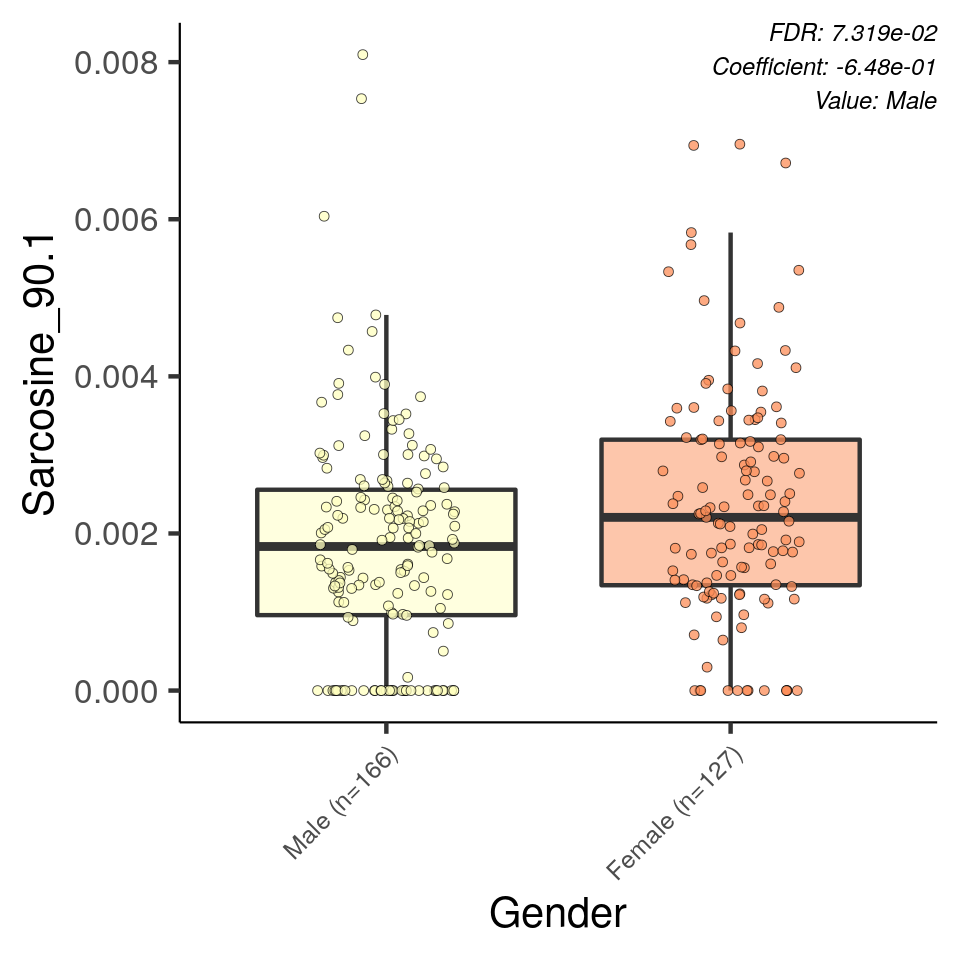 FDR: 7.319e-02
Coefficient: -6.48e-01
Value: Male
0.008
0.006
0.004
0.002
0.000
Sarcosine_90.1
Male (n=166)
Female (n=127)
Gender